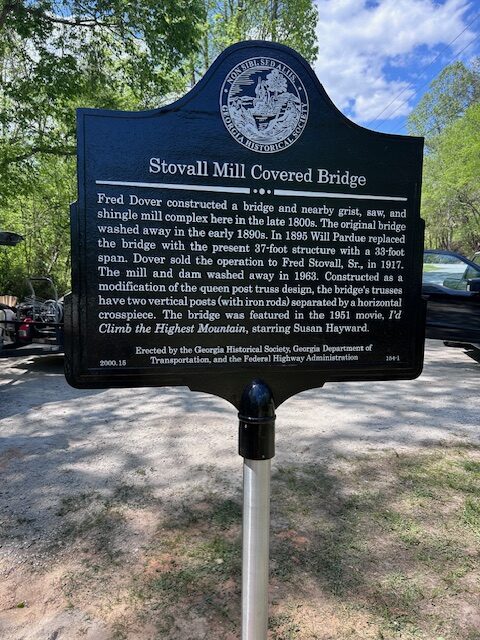 NON SIBI, SED ALIIS
GEORGIA HISTORICAL SOCIETY
Stovall Mill Covered Bridge
Fred Dover constructed a bridge and nearby grist, saw, and
shingle mill complex here in the late 1800s. The original bridge
washed away in the early 1890s. In 1895 Will Pardue replaced
the bridge with the present 37-foot structure with a 33-foot
span. Dover sold the operation to Fred Stovall, Sr., in 1917.
The mill and dam washed away in 1963. Constructed as a
modification of the queen post truss design, the bridge's trusses
have two vertical posts (with iron rods) separated by a horizontal
crosspiece. The bridge was featured in the 1951 movie, I'd
Climb the Highest Mountain, starring Susan Hayward.
Erected by the Georgia Historical Society, Georgia Department of
Transportation, and the Federal Highway Administration
2000.15
154-1